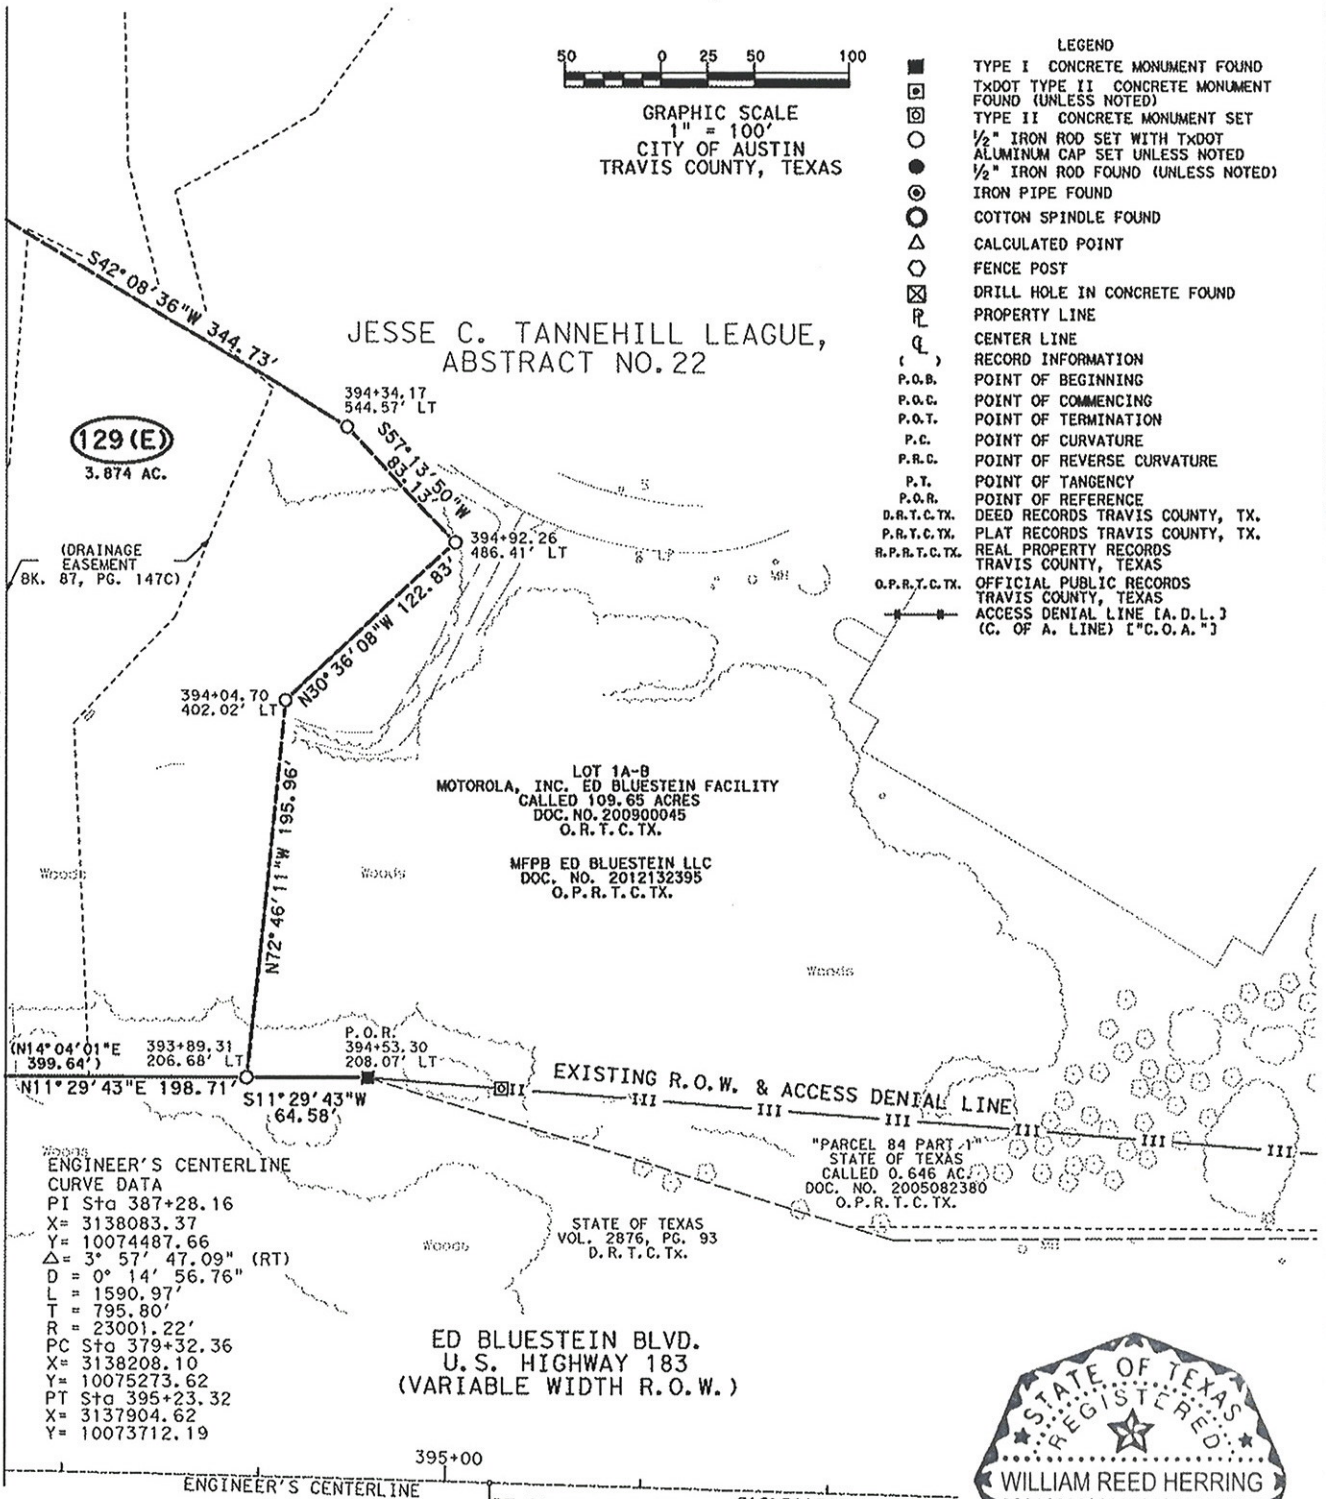 50 0 25 50 100
GRAPHIC SCALE
1" = 100'
CITY OF AUSTIN
TRAVIS COUNTY, TEXAS
LEGEND
TYPE I CONCRETE MONUMENT FOUND
TxDOT TYPE II CONCRETE MONUMENT
FOUND (UNLESS NOTED)
TYPE II CONCRETE MONUMENT SET
½" IRON ROD SET WITH TxDOT
ALUMINUM CAP SET UNLESS NOTED
½" IRON ROD FOUND (UNLESS NOTED)
IRON PIPE FOUND
COTTON SPINDLE FOUND
CALCULATED POINT
FENCE POST
DRILL HOLE IN CONCRETE FOUND
PROPERTY LINE
CENTER LINE
( ) RECORD INFORMATION
P.O.B. POINT OF BEGINNING
P.O.C. POINT OF COMMENCING
P.O.T. POINT OF TERMINATION
P.C. POINT OF CURVATURE
P.R.C. POINT OF REVERSE CURVATURE
P.T. POINT OF TANGENCY
P.O.R. POINT OF REFERENCE
D.R.T.C.TX. DEED RECORDS TRAVIS COUNTY, TX.
P.R.T.C.TX. PLAT RECORDS TRAVIS COUNTY, TX.
R.P.R.T.C.TX. REAL PROPERTY RECORDS
TRAVIS COUNTY, TEXAS
O.P.R.T.C.TX. OFFICIAL PUBLIC RECORDS
TRAVIS COUNTY, TEXAS
ACCESS DENIAL LINE [A.D.L.]
(C. OF A. LINE) ["C.O.A."]
S42°08'36"W 344.73'
JESSE C. TANNEHILL LEAGUE,
ABSTRACT NO.22
394+34.17
544.57' LT
129(E)
3.874 AC.
S57°13'50"W
83.13'
394+92.26
486.41' LT
(DRAINAGE
EASEMENT
BK. 87, PG. 147C)
N30°36'08"W 122.83'
394+04.70
402.02' LT
N72°46'11"W 195.96'
LOT 1A-B
MOTOROLA, INC. ED BLUESTEIN FACILITY
CALLED 109.65 ACRES
DOC.NO.200900045
O.R.T.C.TX.
MFPB ED BLUESTEIN LLC
DOC. NO. 2012132395
O.P.R.T.C.TX.
Woods
Woods
Woods
(N14°04'01"E
399.64')
393+89.31
206.68' LT
P.O.R.
394+53.30
208.07' LT
N11°29'43"E 198.71'
S11°29'43"W
64.58'
II
EXISTING R.O.W. & ACCESS DENIAL LINE
III III III III III III
"PARCEL 84 PART 1"
STATE OF TEXAS
CALLED 0.646 AC.
DOC. NO. 2005082380
O.P.R.T.C.TX.
Woods
ENGINEER'S CENTERLINE
CURVE DATA
PI Sta 387+28.16
X= 3138083.37
Y= 10074487.66
Δ= 3° 57' 47.09" (RT)
D = 0° 14' 56.76"
L = 1590.97'
T = 795.80'
R = 23001.22'
PC Sta 379+32.36
X= 3138208.10
Y= 10075273.62
PT Sta 395+23.32
X= 3137904.62
Y= 10073712.19
Woods
STATE OF TEXAS
VOL. 2876, PG. 93
D.R.T.C.Tx.
MH
ED BLUESTEIN BLVD.
U.S. HIGHWAY 183
(VARIABLE WIDTH R.O.W.)
395+00
ENGINEER'S CENTERLINE
STATE OF TEXAS
REGISTERED
WILLIAM REED HERRING